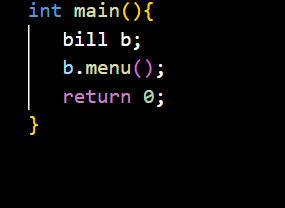 int main(){
bill b;
b.menu();
return 0;
}